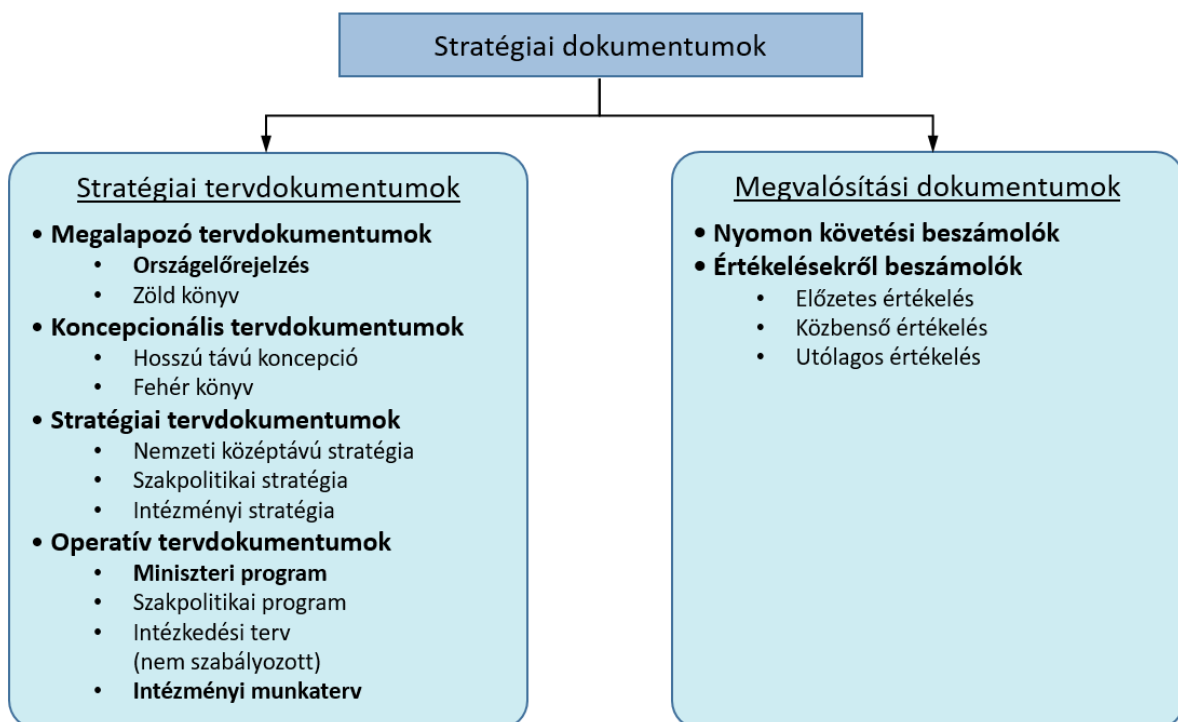 Stratégiai dokumentumok
Stratégiai tervdokumentumok
• Megalapozó tervdokumentumok
• Országelőrejelzés
• Zöld könyv
• Koncepcionális tervdokumentumok
• Hosszú távú koncepció
• Fehér könyv
• Stratégiai tervdokumentumok
• Nemzeti középtávú stratégia
• Szakpolitikai stratégia
• Intézményi stratégia
• Operatív tervdokumentumok
• Miniszteri program
• Szakpolitikai program
• Intézkedési terv
(nem szabályozott)
• Intézményi munkaterv
Megvalósítási dokumentumok
• Nyomon követési beszámolók
• Értékelésekről beszámolók
• Előzetes értékelés
• Közbenső értékelés
• Utólagos értékelés